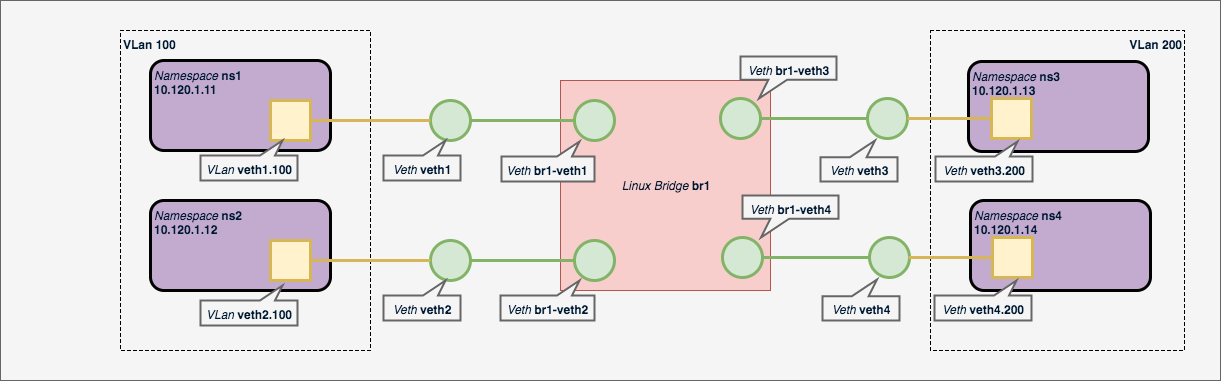 VLan 100
Namespace ns1
10.120.1.11
VLan veth1.100
Veth veth1
Veth br1-veth1
Namespace ns2
10.120.1.12
VLan veth2.100
Veth veth2
Veth br1-veth2
Linux Bridge br1
Veth br1-veth3
Veth veth3
Veth br1-veth4
Veth veth4
VLan 200
Namespace ns3
10.120.1.13
Veth veth3.200
Namespace ns4
10.120.1.14
Veth veth4.200